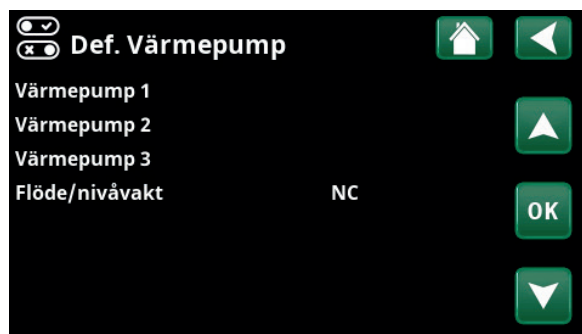 Def. Värmepump
Värmepump 1
Värmepump 2
Värmepump 3
Flöde/nivåvakt NC
OK